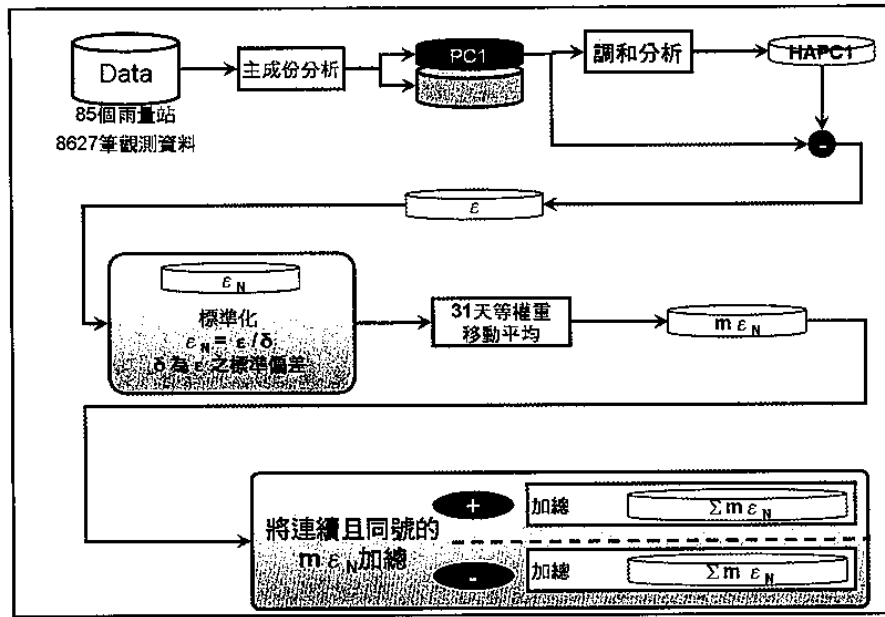 Data
85個雨量站
8627筆觀測資料
主成份分析
PC1
調和分析
HAPC1
-
ε
ε N
標準化
ε N = ε / δ
δ 為 ε 之標準偏差
31天等權重
移動平均
m ε N
將連續且同號的
m ε N 加總
+
加總
Σ m ε N
-
加總
Σ m ε N